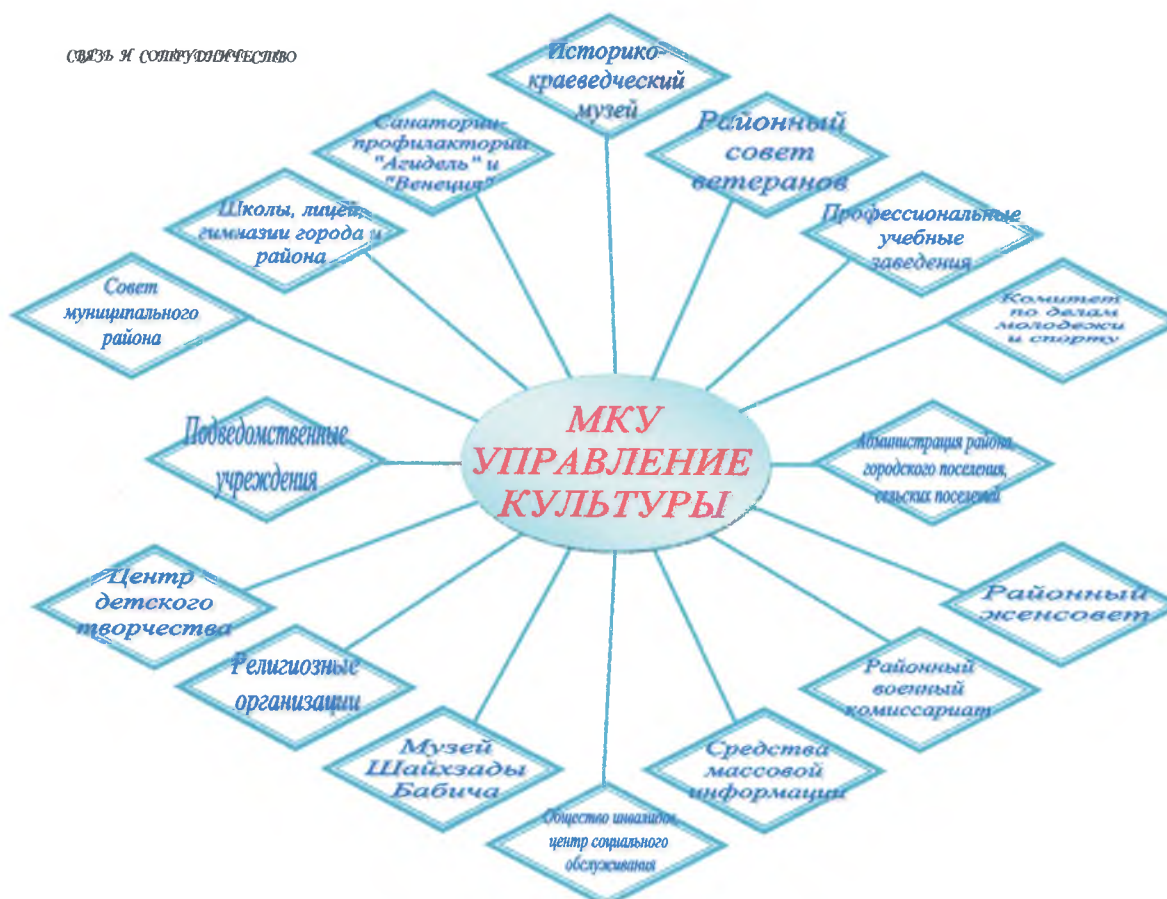 СВЯЗЬ И СОТРУДНИЧЕСТВО
Историко-
краеведческий
музей
Санатории-
профилактории
"Агидель" и
"Венеция"
Районный
совет
ветеранов
Школы, лицей,
гимназии города и
района
Профессиональные
учебные
заведения
Совет
муниципального
района
Комитет
по делам
молодежи
и спорту
МКУ
УПРАВЛЕНИЕ
КУЛЬТУРЫ
Подведомственные
учреждения
Администрация района,
городского поселения,
сельских поселений
Центр
детского
творчества
Районный
женсовет
Религиозные
организации
Районный
военный
комиссариат
Музей
Шайхзады
Бабича
Средства
массовой
информации
Общество инвалидов,
центр социального
обслуживания